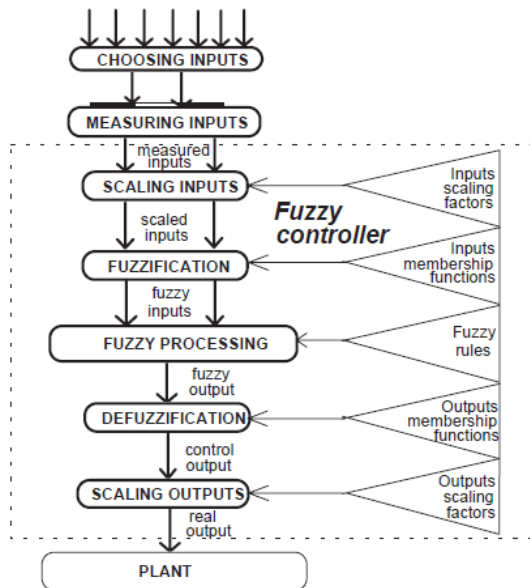 CHOOSING INPUTS
MEASURING INPUTS
measured
inputs
SCALING INPUTS
Inputs
scaling
factors
scaled
inputs
Fuzzy
controller
FUZZIFICATION
Inputs
membership
functions
fuzzy
inputs
FUZZY PROCESSING
Fuzzy
rules
fuzzy
output
DEFUZZIFICATION
Outputs
membership
functions
control
output
SCALING OUTPUTS
Outputs
scaling
factors
real
output
PLANT